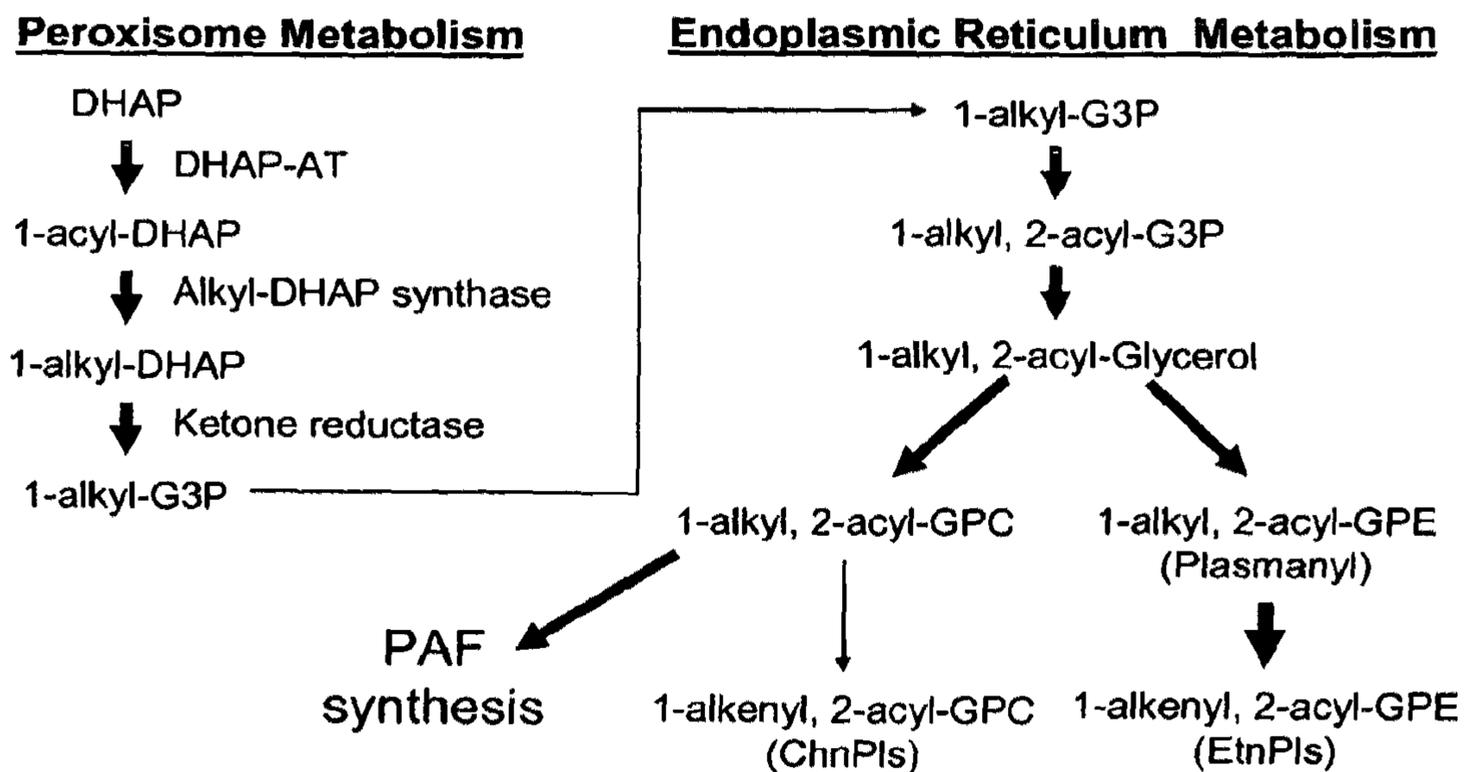 Peroxisome Metabolism
DHAP
DHAP-AT
1-acyl-DHAP
Alkyl-DHAP synthase
1-alkyl-DHAP
Ketone reductase
1-alkyl-G3P
Endoplasmic Reticulum Metabolism
1-alkyl-G3P
1-alkyl, 2-acyl-G3P
1-alkyl, 2-acyl-Glycerol
1-alkyl, 2-acyl-GPC
1-alkyl, 2-acyl-GPE
(Plasmanyl)
PAF
synthesis
1-alkenyl, 2-acyl-GPC
(ChnPls)
1-alkenyl, 2-acyl-GPE
(EtnPls)